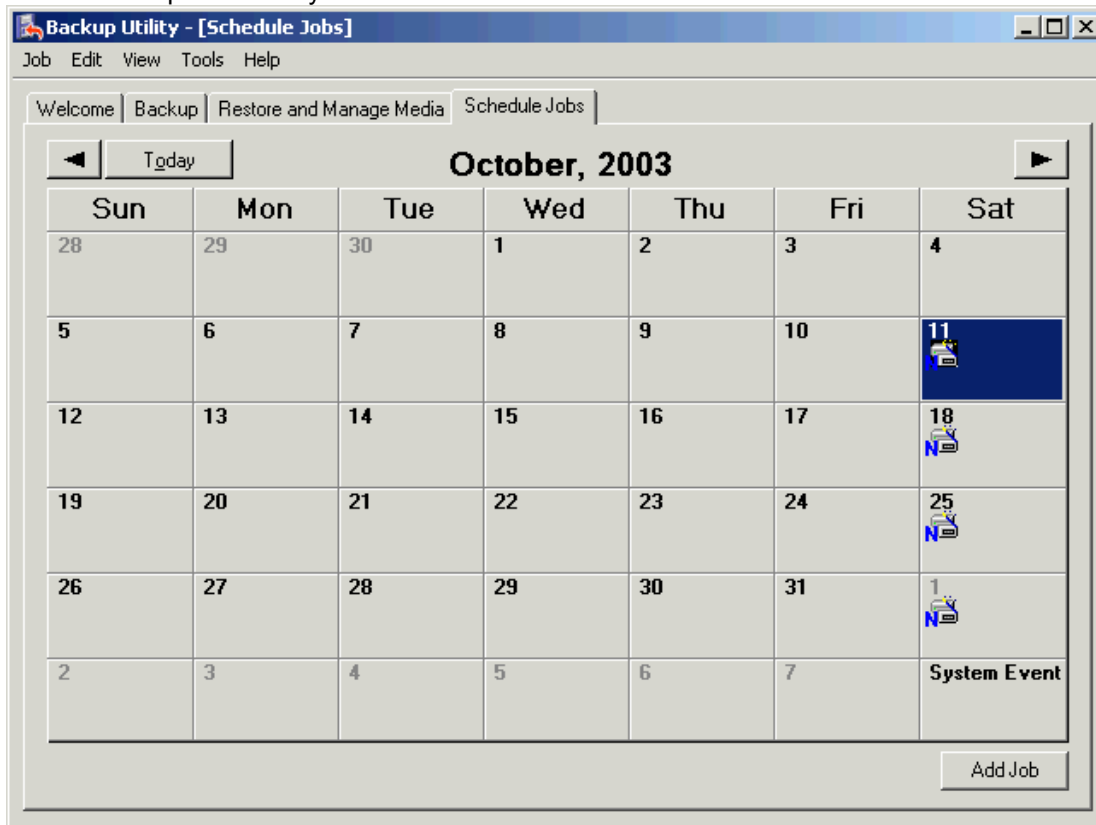 Backup Utility - [Schedule Jobs]
Job Edit View Tools Help
Welcome Backup Restore and Manage Media Schedule Jobs
Today October, 2003
Sun Mon Tue Wed Thu Fri Sat
28 29 30 1 2 3 4
5 6 7 8 9 10 11
N
12 13 14 15 16 17 18
N
19 20 21 22 23 24 25
N
26 27 28 29 30 31 1
N
2 3 4 5 6 7 System Event
Add Job